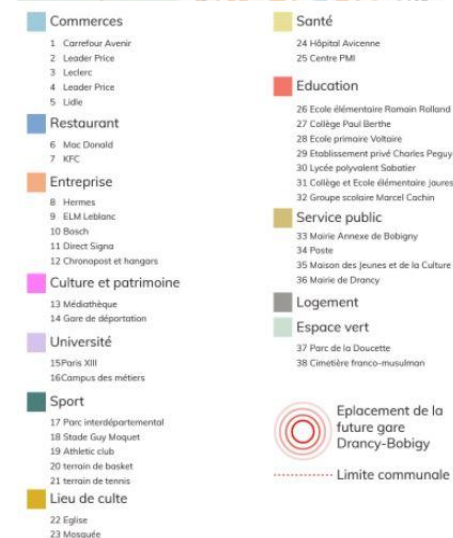 Commerces
1 Carrefour Avenir
2 Leader Price
3 Leclerc
4 Leader Price
5 Lidle
Restaurant
6 Mac Donald
7 KFC
Entreprise
8 Hermes
9 ELM Leblanc
10 Bosch
11 Direct Signa
12 Chronopost et hangars
Culture et patrimoine
13 Médiathèque
14 Gare de déportation
Université
15Paris XIII
16Campus des métiers
Sport
17 Parc interdépartemental
18 Stade Guy Moquet
19 Athletic club
20 terrain de basket
21 terrain de tennis
Lieu de culte
22 Eglise
23 Mosquée
Santé
24 Hôpital Avicenne
25 Centre PMI
Education
26 Ecole élémentaire Romain Rolland
27 Collège Paul Berthe
28 Ecole primaire Voltaire
29 Etablissement privé Charles Peguy
30 Lycée polyvalent Sabatier
31 Collège et Ecole élémentaire Jaures
32 Groupe scolaire Marcel Cachin
Service public
33 Mairie Annexe de Bobigny
34 Poste
35 Maison des Jeunes et de la Culture
36 Mairie de Drancy
Logement
Espace vert
37 Parc de la Doucette
38 Cimetière franco-musulman
Eplacement de la
future gare
Drancy-Bobigy
Limite communale